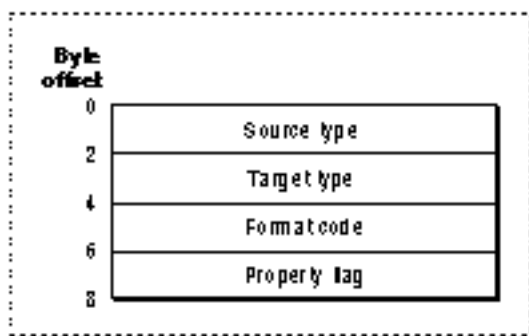 Byte
offset
0
Source type
2
Target type
4
Format code
6
Property flag
8